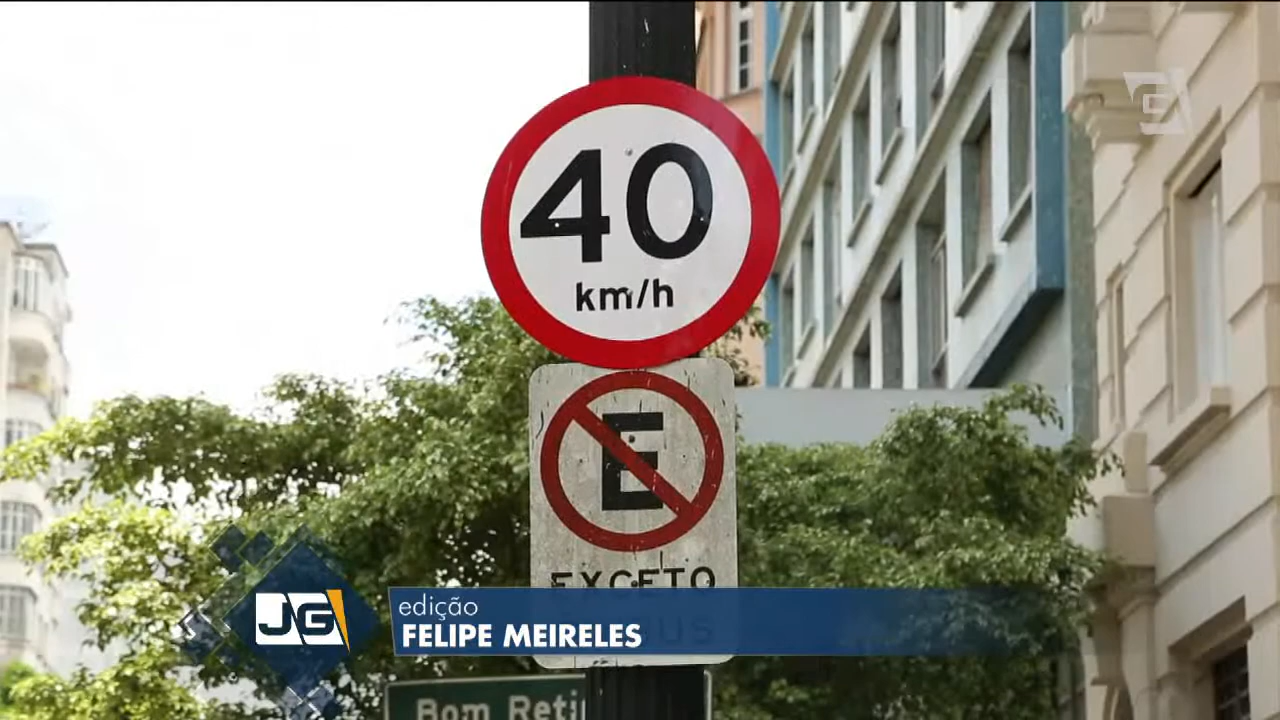 40
km/h
E
EXCETO
edição
FELIPE MEIRELES
JG
Bom Reti